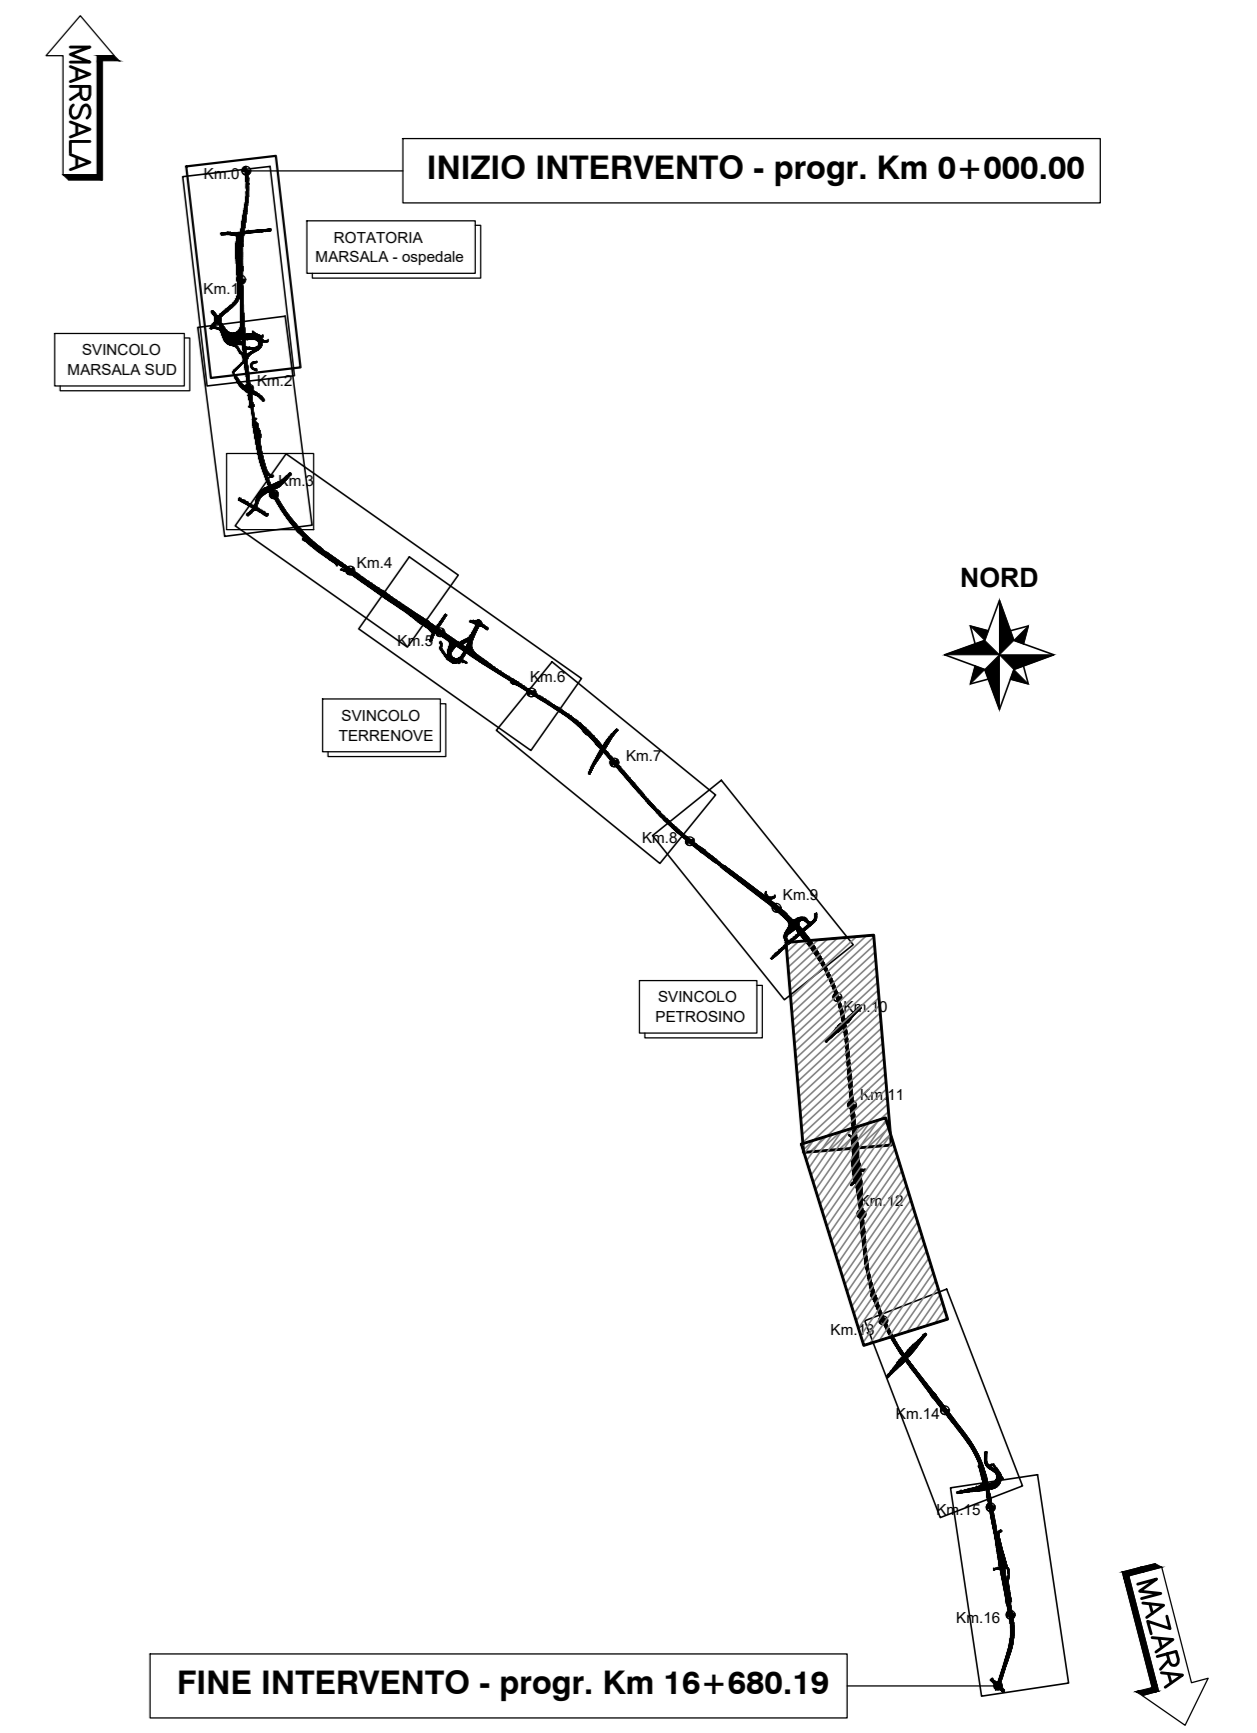 MARSALA
INIZIO INTERVENTO - progr. Km 0+000.00
Km.0
ROTATORIA
MARSALA - ospedale
Km.1
SVINCOLO
MARSALA SUD
Km.2
Km.3
Km.4
NORD
Km.5
Km.6
SVINCOLO
TERRENOVE
Km.7
Km.8
Km.9
SVINCOLO
PETROSINO
Km.10
Km.11
Km.12
Km.13
Km.14
Km.15
MAZARA
Km.16
FINE INTERVENTO - progr. Km 16+680.19